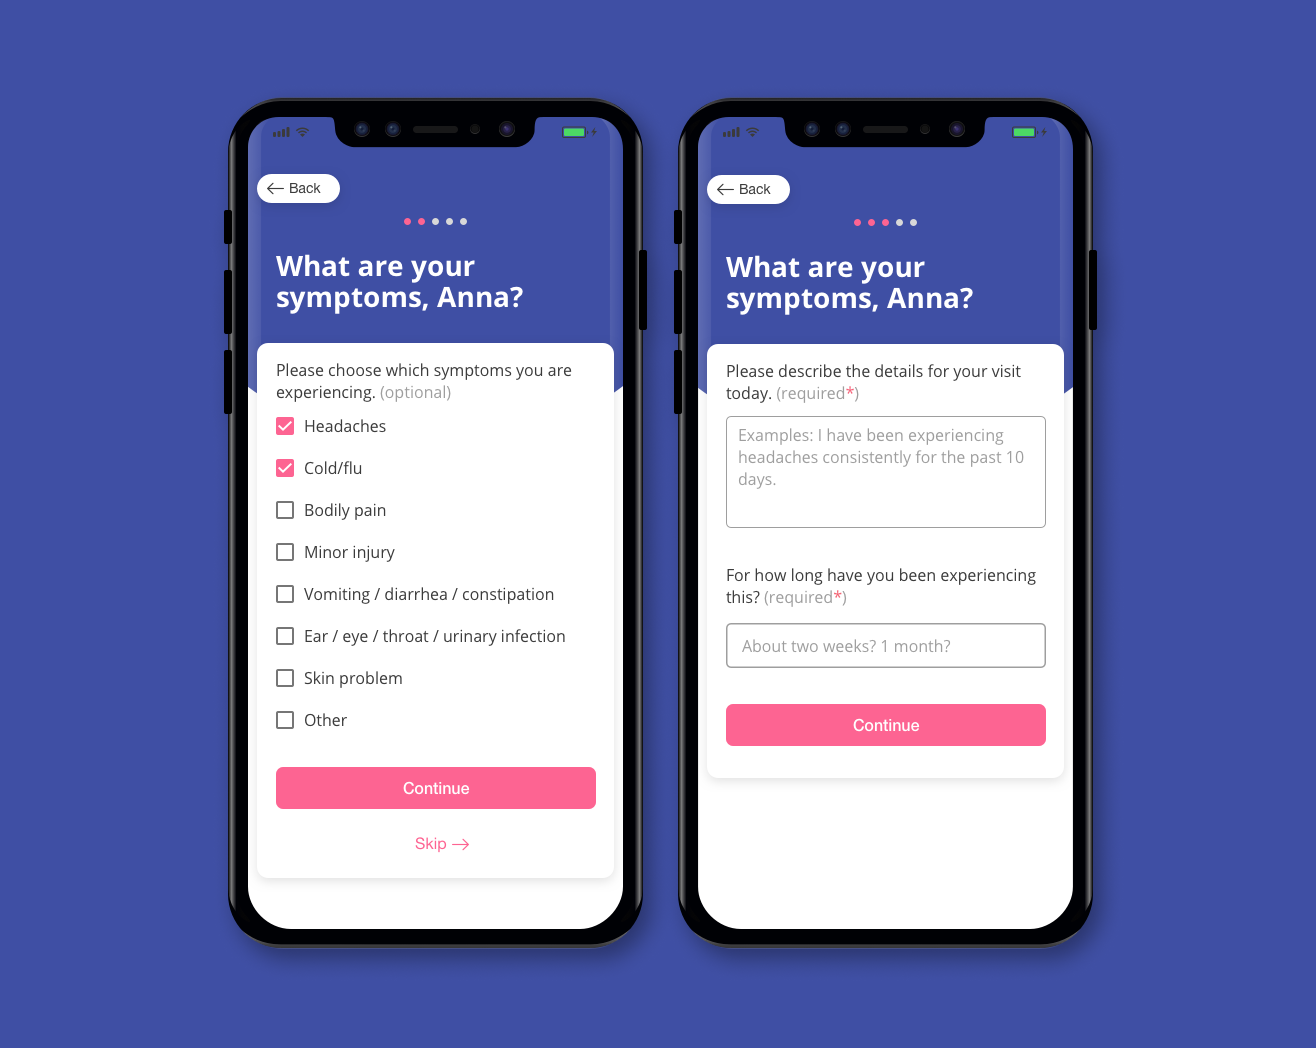 Back
What are your
symptoms, Anna?
Please choose which symptoms you are
experiencing. (optional)
Headaches
Cold/flu
Bodily pain
Minor injury
Vomiting / diarrhea / constipation
Ear / eye / throat / urinary infection
Skin problem
Other
Continue
Skip
Back
What are your
symptoms, Anna?
Please describe the details for your visit
today. (required*)
Examples: I have been experiencing
headaches consistently for the past 10
days.
For how long have you been experiencing
this? (required*)
About two weeks? 1 month?
Continue